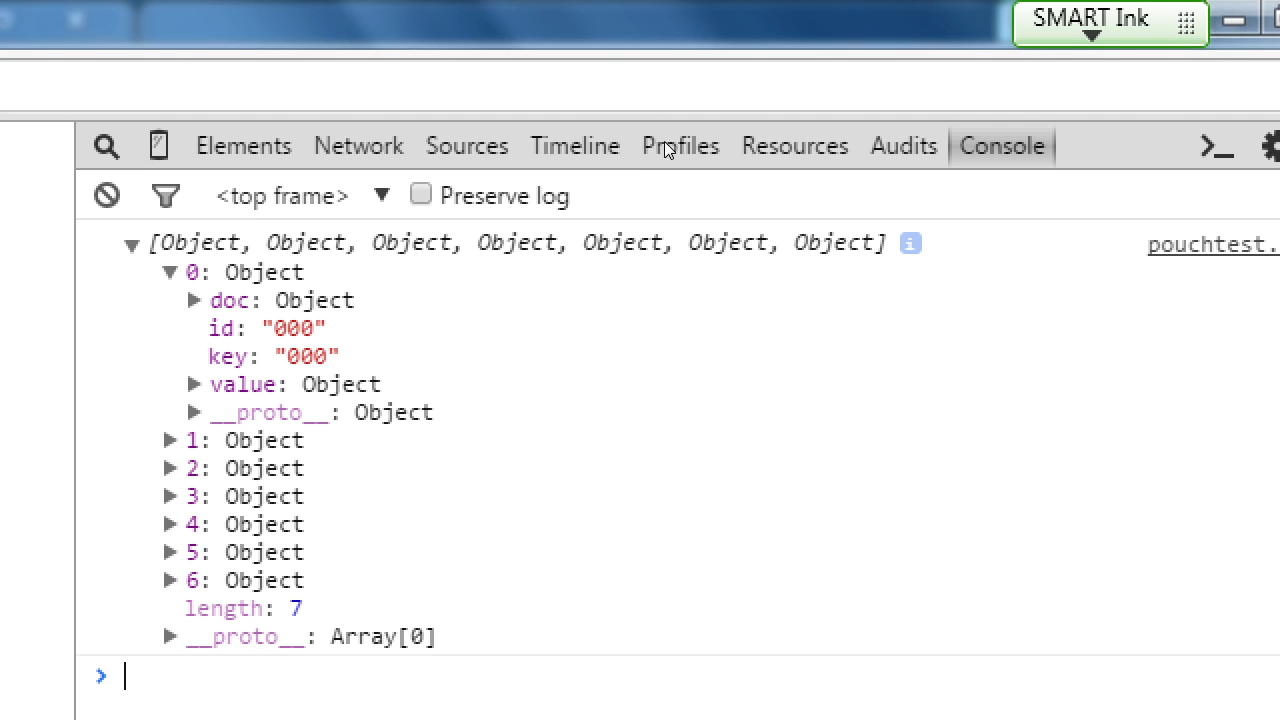 SMART Ink
Elements Network Sources Timeline Profiles Resources Audits Console
<top frame> Preserve log
[Object, Object, Object, Object, Object, Object, Object] i pouchtest.
0: Object
doc: Object
id: "000"
key: "000"
value: Object
__proto__: Object
1: Object
2: Object
3: Object
4: Object
5: Object
6: Object
length: 7
__proto__: Array[0]